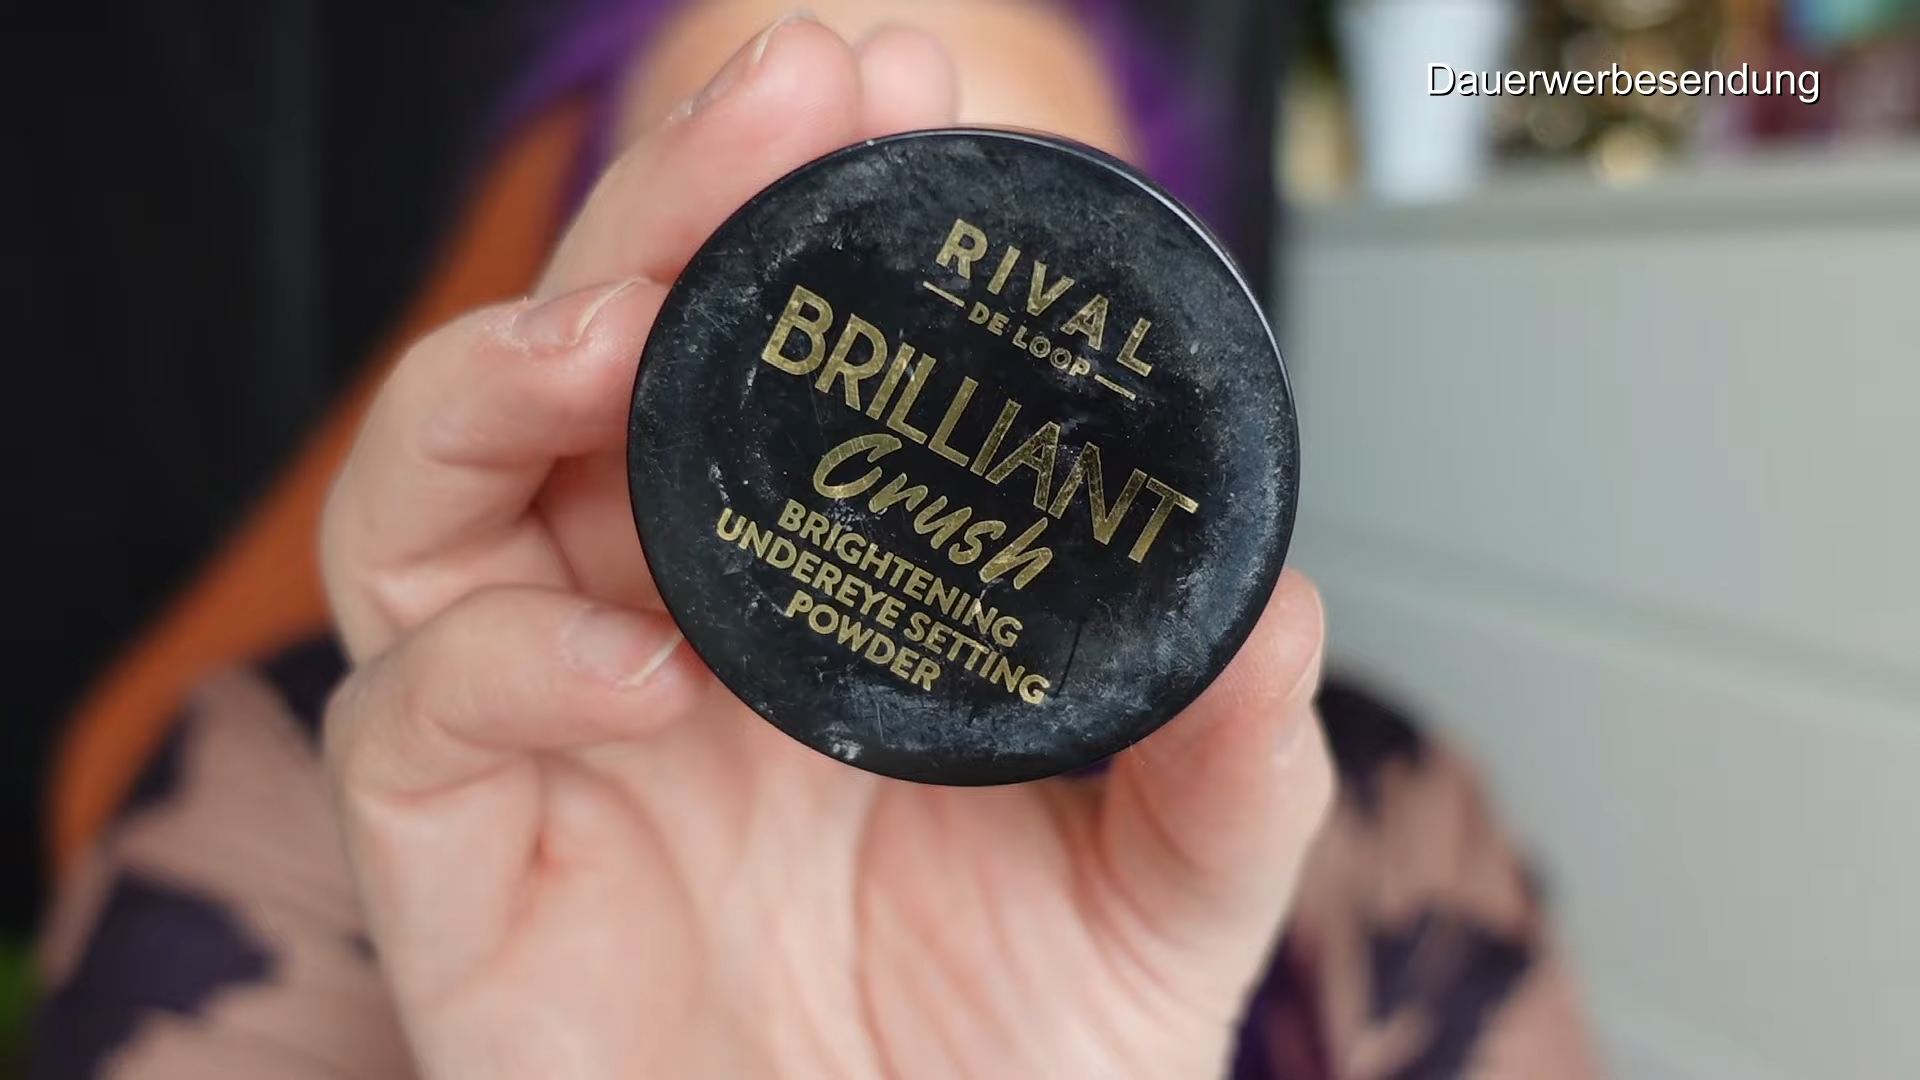 Dauerwerbesendung
RIVAL
DE LOOP
BRILLIANT
Crush
BRIGHTENING
UNDEREYE SETTING
POWDER